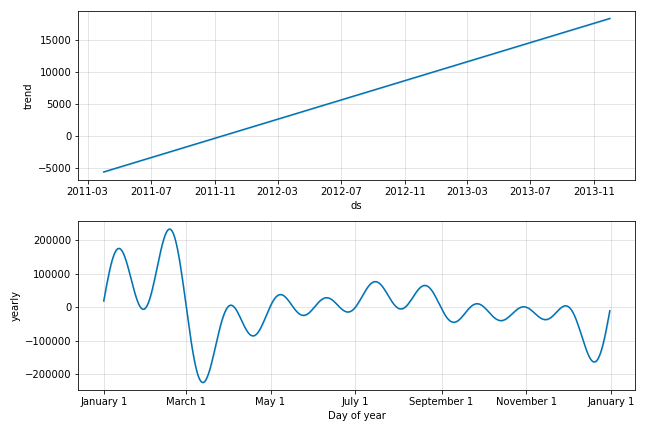 15000
10000
5000
0
−5000
trend
2011-03 2011-07 2011-11 2012-03 2012-07 2012-11 2013-03 2013-07 2013-11
ds
200000
100000
0
−100000
−200000
yearly
January 1 March 1 May 1 July 1 September 1 November 1 January 1
Day of year